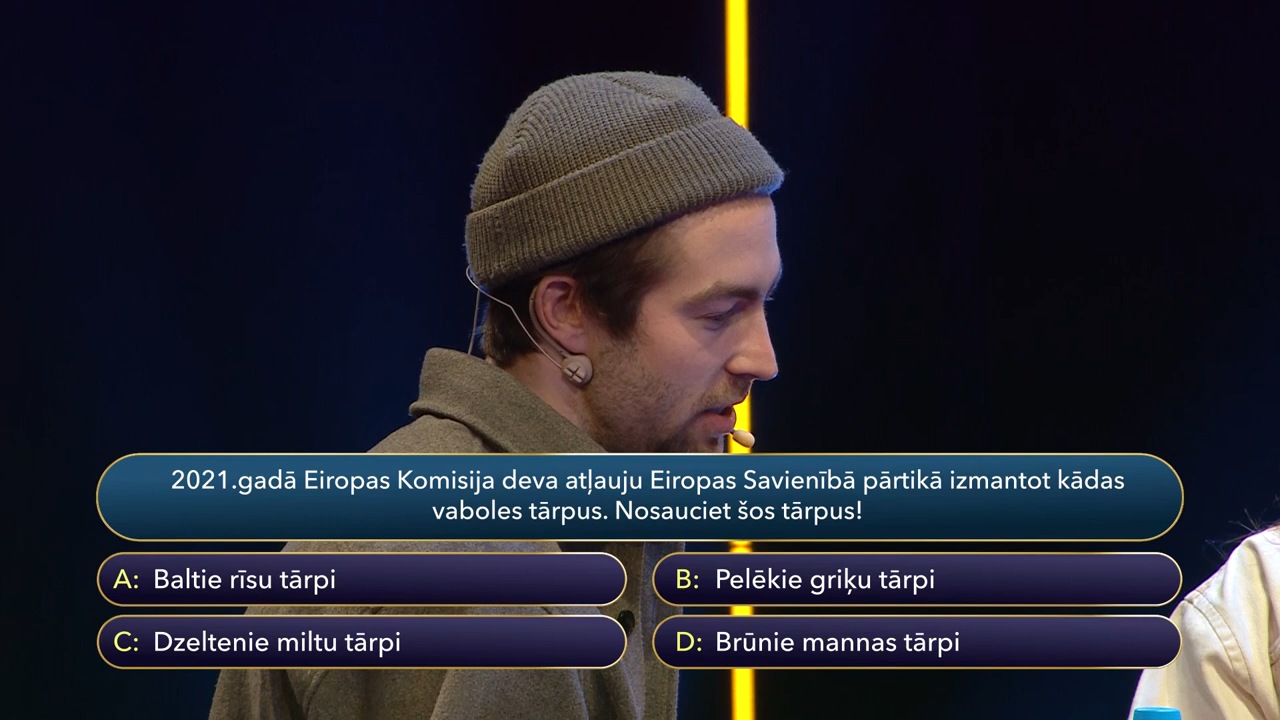 2021.gadā Eiropas Komisija deva atļauju Eiropas Savienībā pārtikā izmantot kādas
vaboles tārpus. Nosauciet šos tārpus!
A: Baltie rīsu tārpi
B: Pelēkie griķu tārpi
C: Dzeltenie miltu tārpi
D: Brūnie mannas tārpi